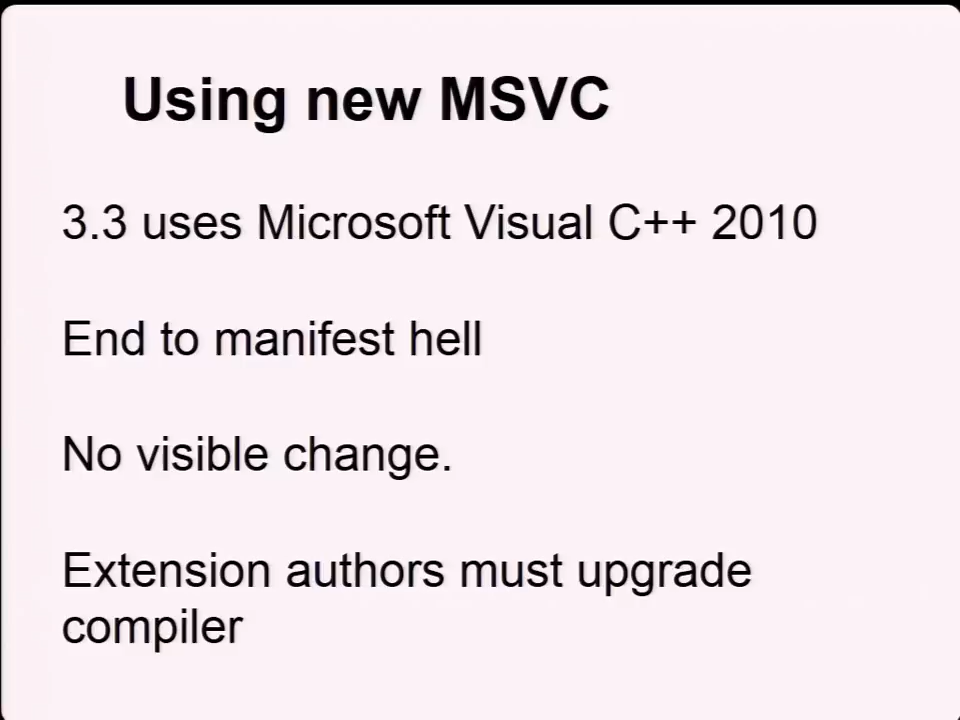 Using new MSVC
3.3 uses Microsoft Visual C++ 2010
End to manifest hell
No visible change.
Extension authors must upgrade
compiler